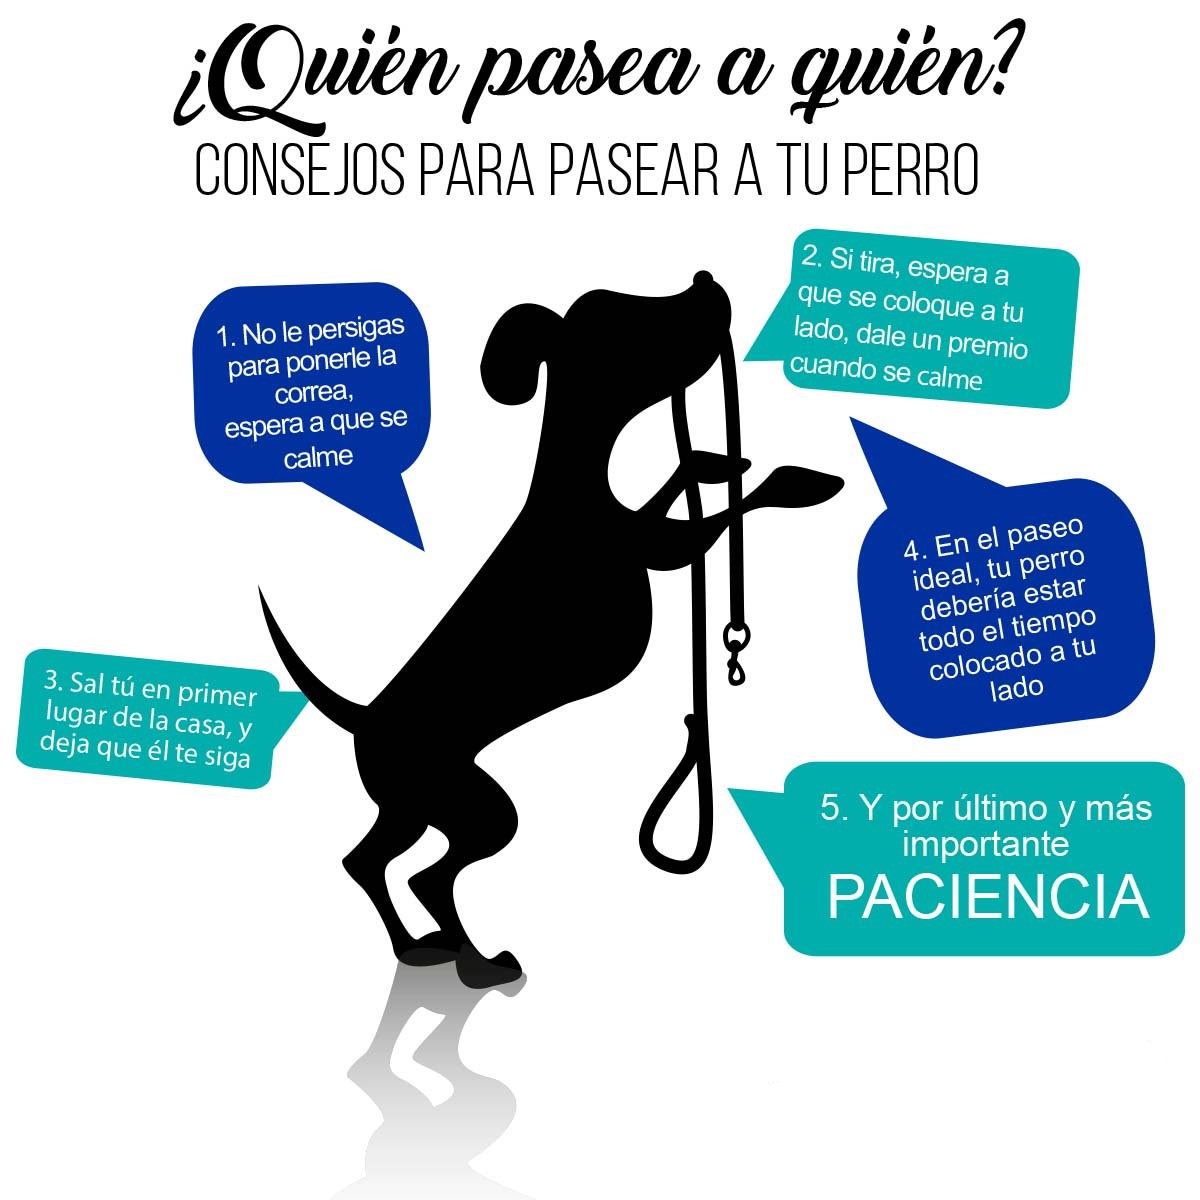 ¿Quién pasea a quién?
CONSEJOS PARA PASEAR A TU PERRO
1. No le persigas
para ponerle la
correa,
espera a que se
calme
2. Si tira, espera a
que se coloque a tu
lado, dale un premio
cuando se calme
3. Sal tú en primer
lugar de la casa, y
deja que él te siga
4. En el paseo
ideal, tu perro
debería estar
todo el tiempo
colocado a tu
lado
5. Y por último y más
importante
PACIENCIA